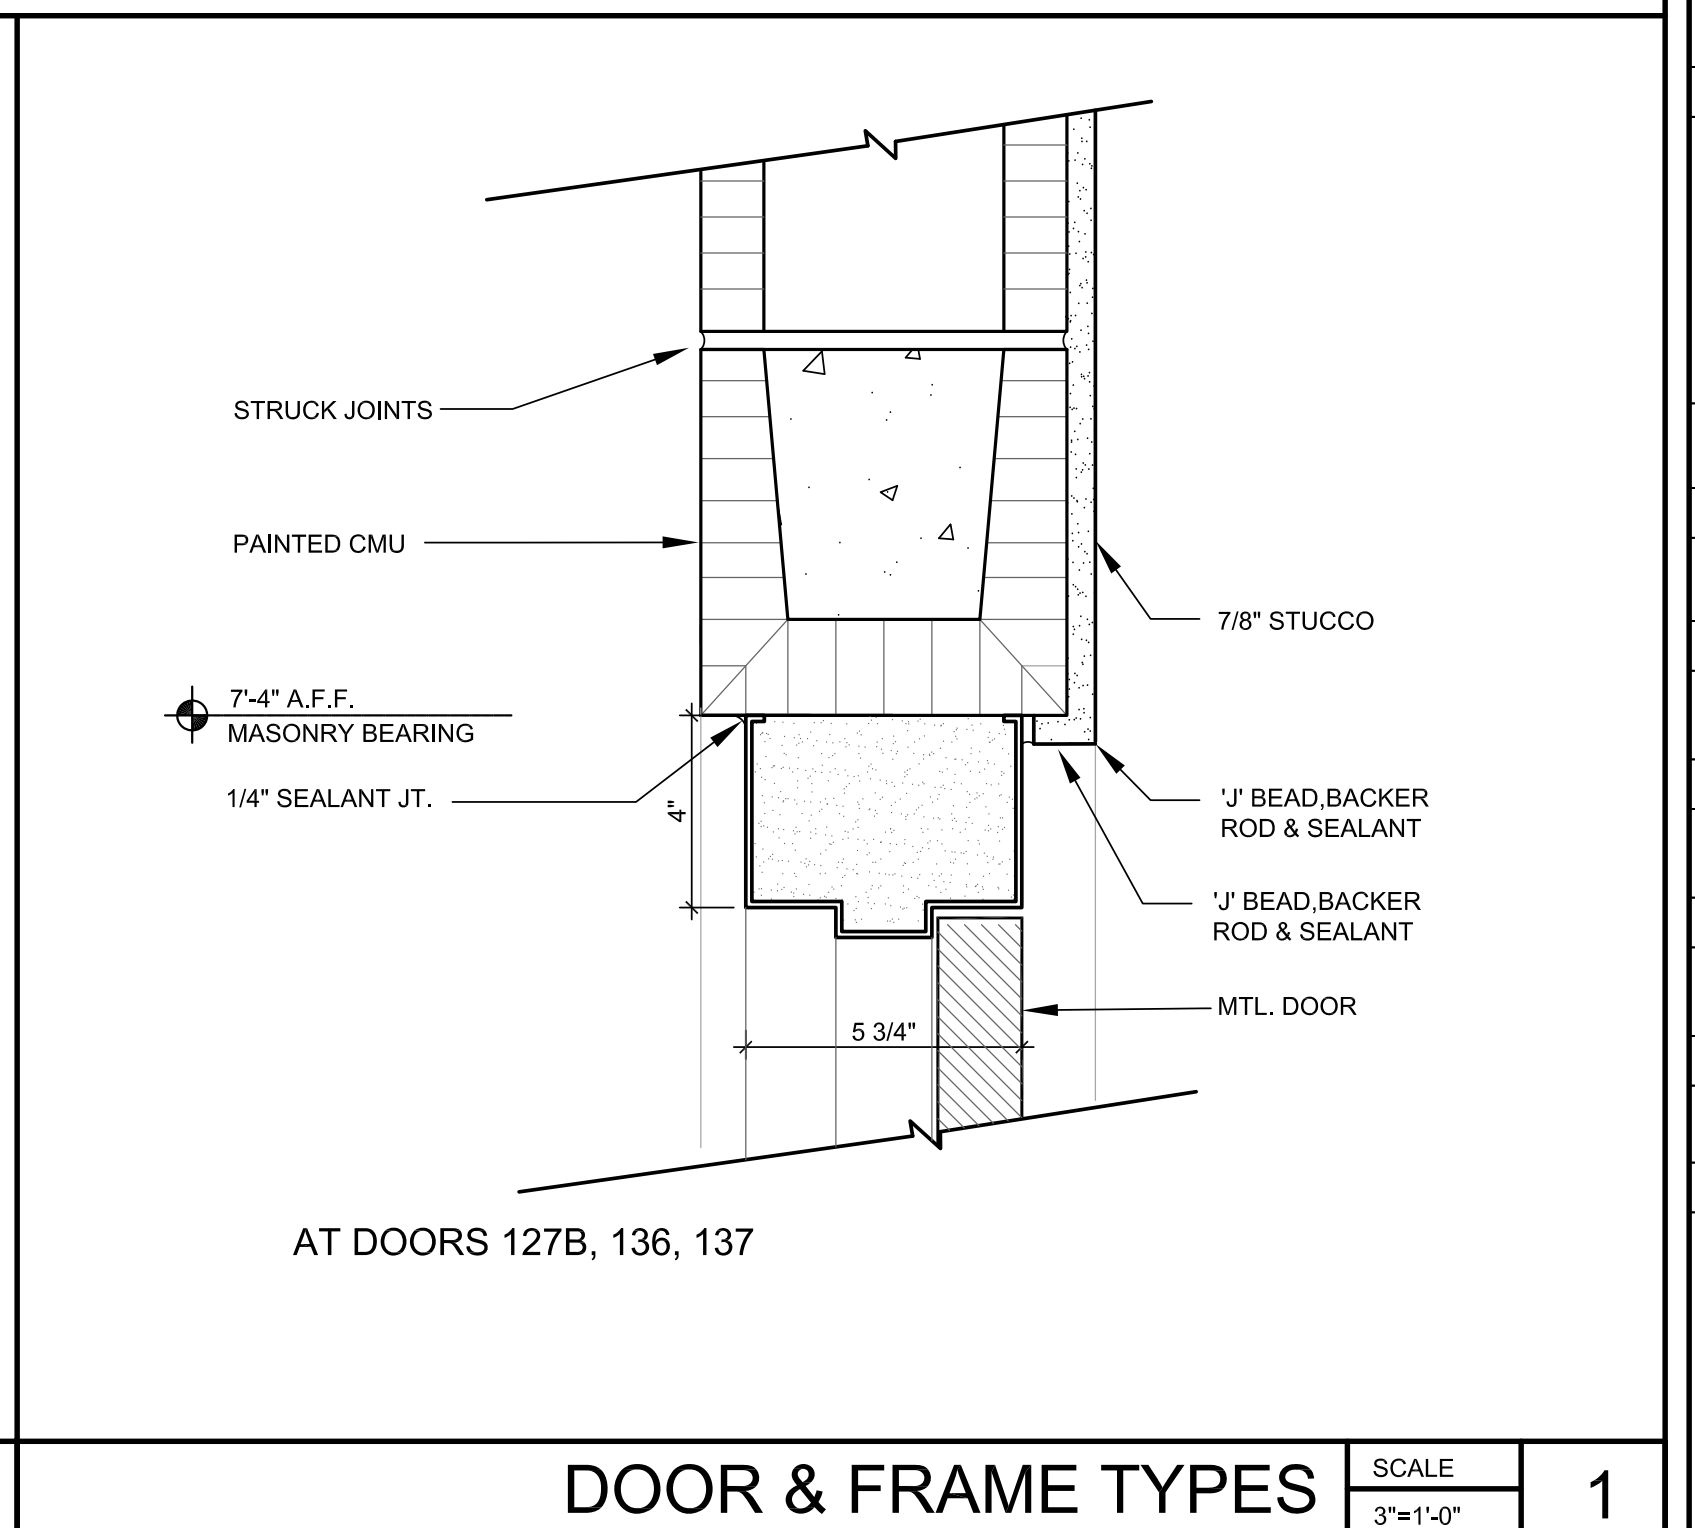 STRUCK JOINTS
PAINTED CMU
7/8" STUCCO
7'-4" A.F.F.
MASONRY BEARING
1/4" SEALANT JT.
4"
'J' BEAD,BACKER
ROD & SEALANT
'J' BEAD,BACKER
ROD & SEALANT
MTL. DOOR
5 3/4"
AT DOORS 127B, 136, 137
DOOR & FRAME TYPES
SCALE
3"=1'-0"
1